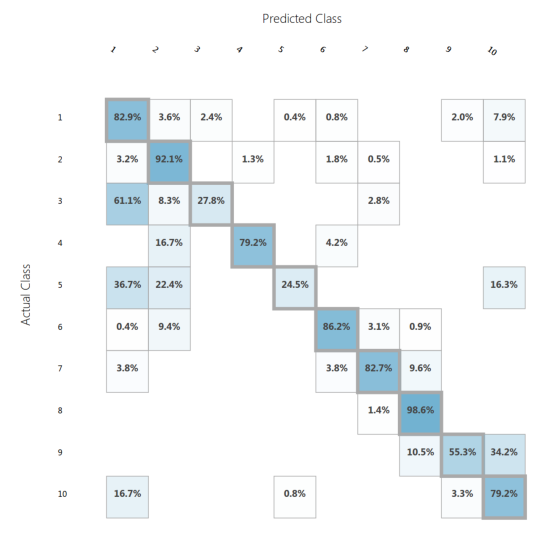 Predicted Class
1 2 3 4 5 6 7 8 9 10
1 82.9% 3.6% 2.4% 0.4% 0.8% 2.0% 7.9%
2 3.2% 92.1% 1.3% 1.8% 0.5% 1.1%
3 61.1% 8.3% 27.8% 2.8%
4 16.7% 79.2% 4.2%
5 36.7% 22.4% 24.5% 16.3%
6 0.4% 9.4% 86.2% 3.1% 0.9%
7 3.8% 3.8% 82.7% 9.6%
8 1.4% 98.6%
9 10.5% 55.3% 34.2%
10 16.7% 0.8% 3.3% 79.2%
Actual Class